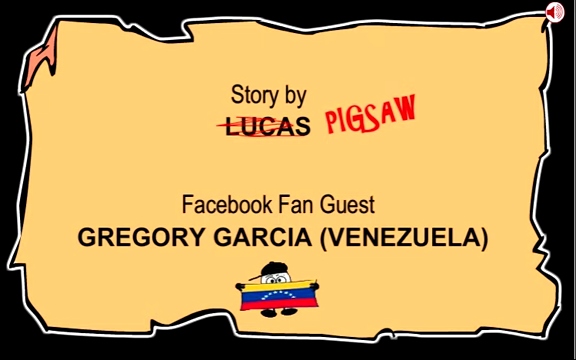 Story by
LUCAS PIGSAW
Facebook Fan Guest
GREGORY GARCIA (VENEZUELA)